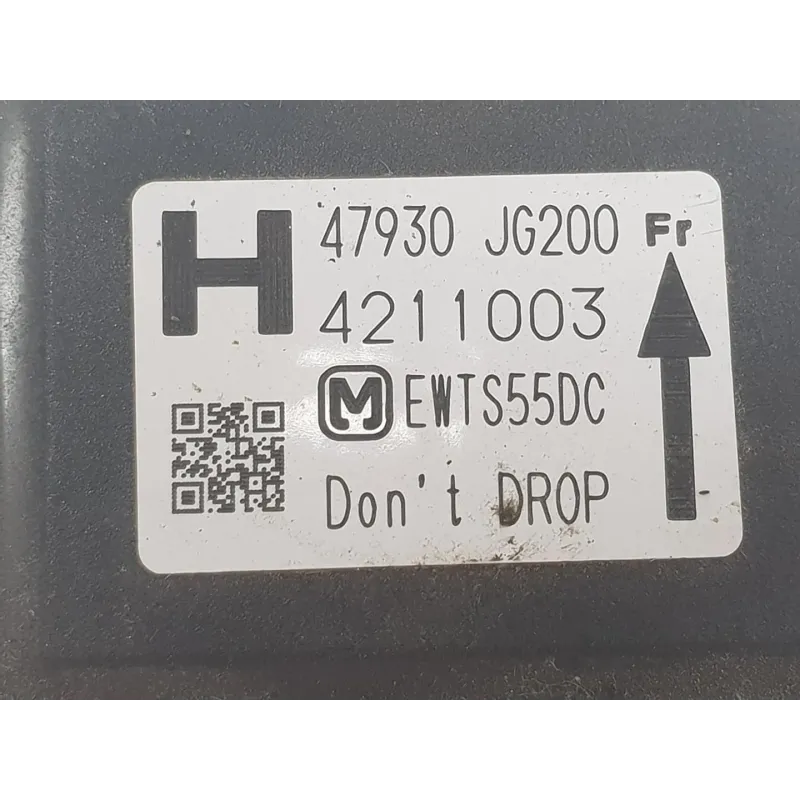 H 47930 JG200 Fr
4211003
M EWTS55DC
Don't DROP